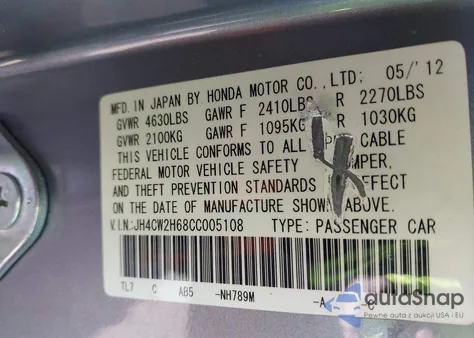 MFD. IN JAPAN BY HONDA MOTOR CO., LTD: 05/'12
GVWR 4630LBS GAWR F 2410LBS R 2270LBS
GVWR 2100KG GAWR F 1095KG R 1030KG
THIS VEHICLE CONFORMS TO ALL CABLE
FEDERAL MOTOR VEHICLE SAFETY
AND THEFT PREVENTION STANDARDS EFFECT
ON THE DATE OF MANUFACTURE SHOWN ABOVE.
V.I.N: JH4CW2H68CC005108 TYPE: PASSENGER CAR
TL7 C AB5 -NH789M -A -C
autoSnap
Pewne auta z aukcji USA i EU